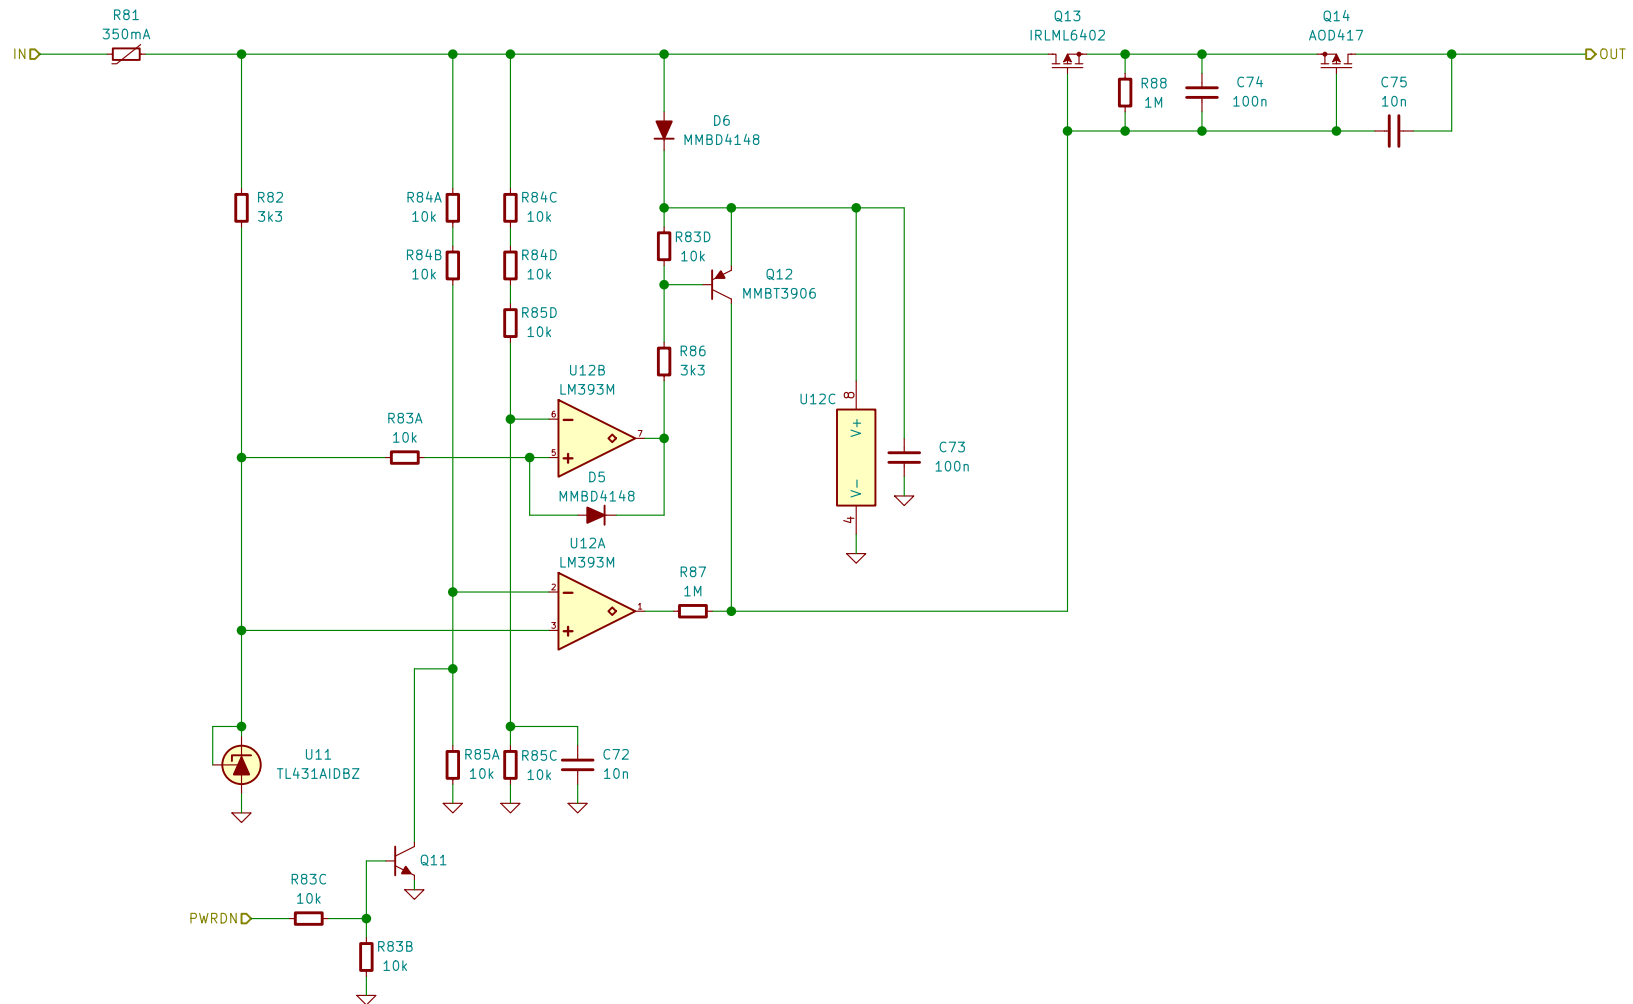 R81
350mA
IN
Q13
IRLML6402
Q14
AOD417
OUT
R88
1M
C74
100n
C75
10n
D6
MMBD4148
R82
3k3
R84A
10k
R84C
10k
R84B
10k
R84D
10k
R83D
10k
Q12
MMBT3906
R85D
10k
R86
3k3
U12B
LM393M
6
7
5
R83A
10k
D5
MMBD4148
U12C
8
V+
V-
4
C73
100n
U12A
LM393M
2
1
3
R87
1M
U11
TL431AIDBZ
R85A
10k
R85C
10k
C72
10n
Q11
R83C
10k
PWRDN
R83B
10k